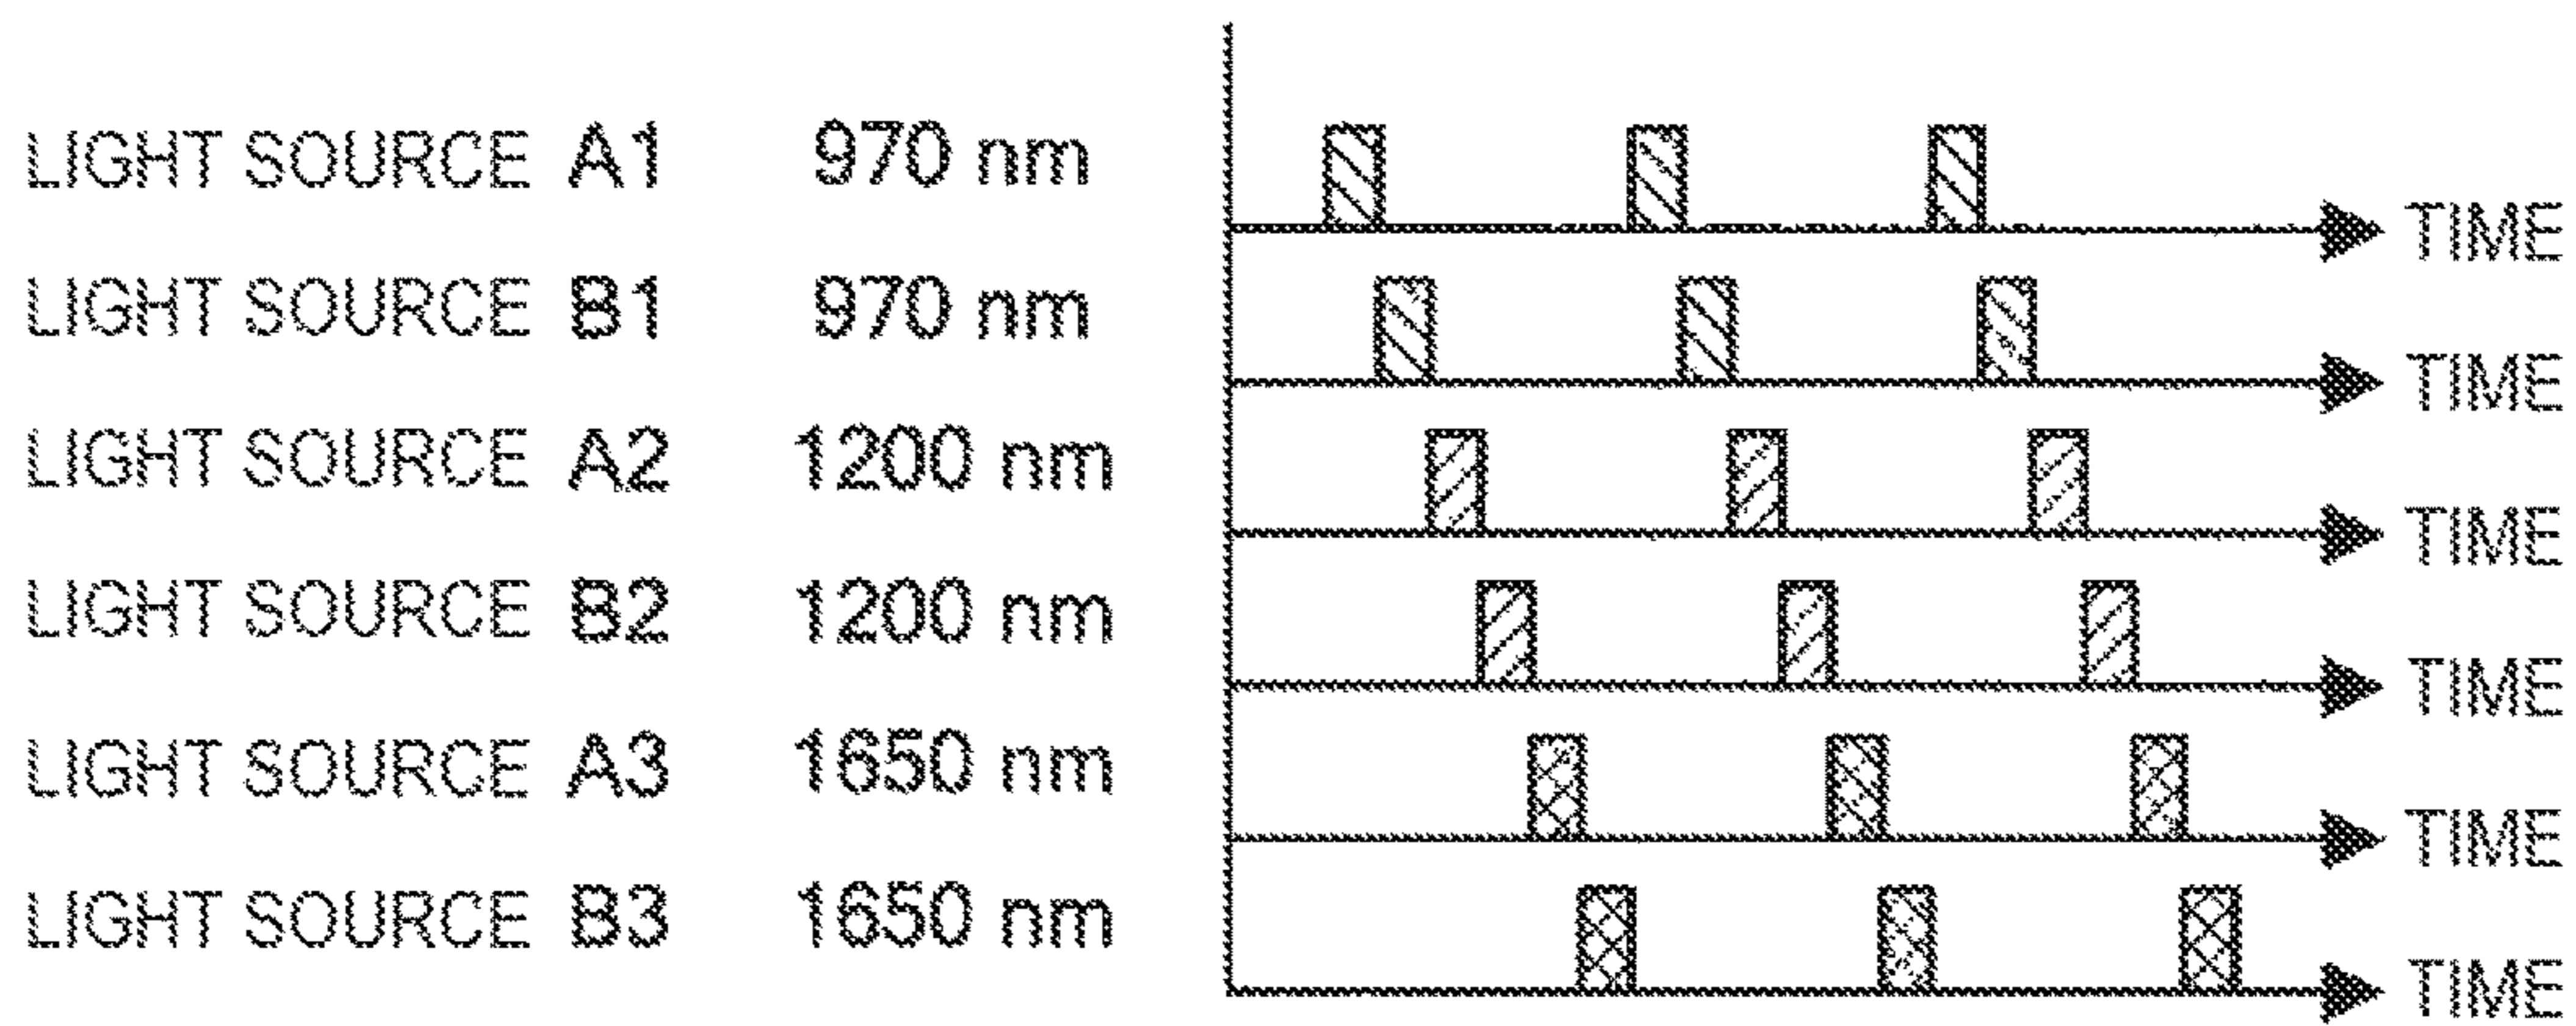 LIGHT SOURCE A1 970 nm TIME
LIGHT SOURCE B1 970 nm TIME
LIGHT SOURCE A2 1200 nm TIME
LIGHT SOURCE B2 1200 nm TIME
LIGHT SOURCE A3 1650 nm TIME
LIGHT SOURCE B3 1650 nm TIME